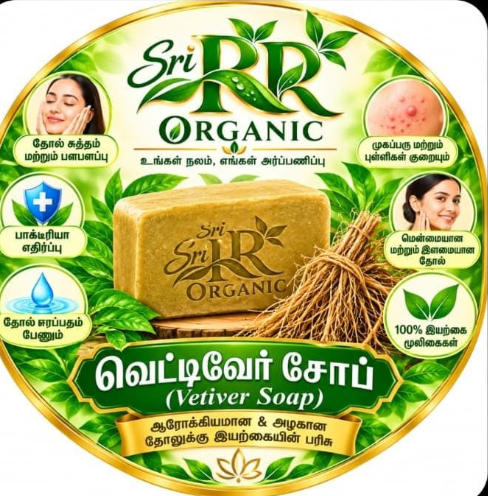 Sri RR
ORGANIC
உங்கள் நலம், எங்கள் அர்ப்பணிப்பு
தோல் சுத்தம்
மற்றும் பளபளப்பு
முகப்பரு மற்றும்
புள்ளிகள் குறையும்
பாக்டீரியா
எதிர்ப்பு
மென்மையான
மற்றும் இளமையான
தோல்
தோல் ஈரப்பதம்
பேணும்
100% இயற்கை
மூலிகைகள்
Sri
Sri RR
ORGANIC
வெட்டிவேர் சோப்
(Vetiver Soap)
ஆரோக்கியமான & அழகான
தோலுக்கு இயற்கையின் பரிசு